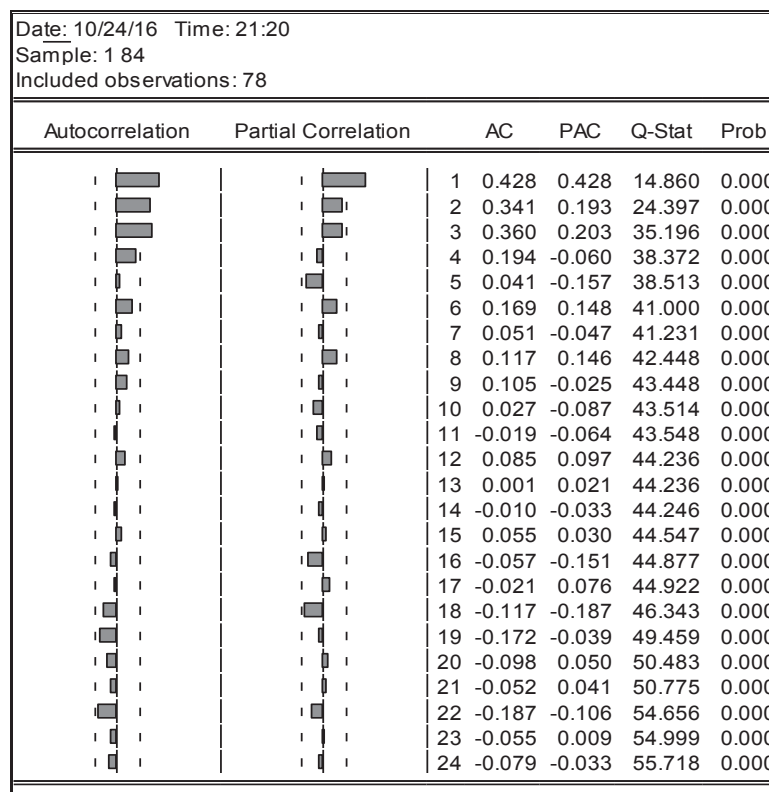 Date: 10/24/16 Time: 21:20
Sample: 1 84
Included observations: 78
Autocorrelation Partial Correlation AC PAC Q-Stat Prob
1 0.428 0.428 14.860 0.000
2 0.341 0.193 24.397 0.000
3 0.360 0.203 35.196 0.000
4 0.194 -0.060 38.372 0.000
5 0.041 -0.157 38.513 0.000
6 0.169 0.148 41.000 0.000
7 0.051 -0.047 41.231 0.000
8 0.117 0.146 42.448 0.000
9 0.105 -0.025 43.448 0.000
10 0.027 -0.087 43.514 0.000
11 -0.019 -0.064 43.548 0.000
12 0.085 0.097 44.236 0.000
13 0.001 0.021 44.236 0.000
14 -0.010 -0.033 44.246 0.000
15 0.055 0.030 44.547 0.000
16 -0.057 -0.151 44.877 0.000
17 -0.021 0.076 44.922 0.000
18 -0.117 -0.187 46.343 0.000
19 -0.172 -0.039 49.459 0.000
20 -0.098 0.050 50.483 0.000
21 -0.052 0.041 50.775 0.000
22 -0.187 -0.106 54.656 0.000
23 -0.055 0.009 54.999 0.000
24 -0.079 -0.033 55.718 0.000